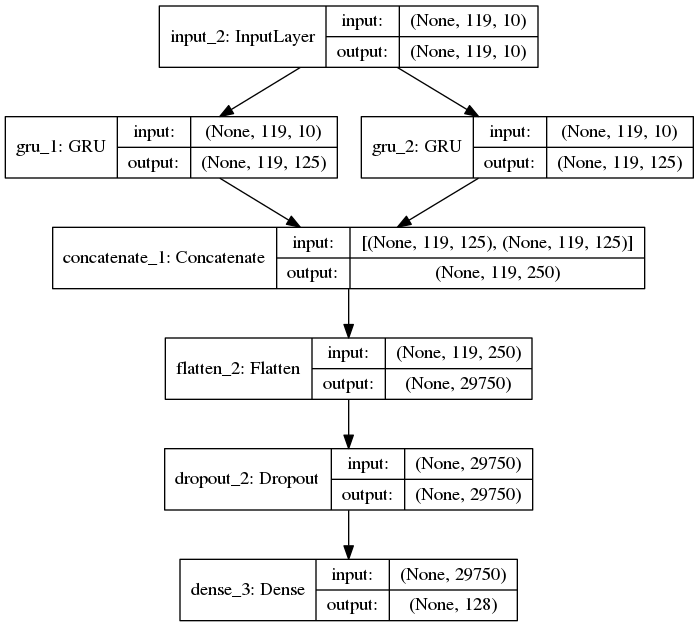 input_2: InputLayer
input: (None, 119, 10)
output: (None, 119, 10)
gru_1: GRU
input: (None, 119, 10)
output: (None, 119, 125)
gru_2: GRU
input: (None, 119, 10)
output: (None, 119, 125)
concatenate_1: Concatenate
input: [(None, 119, 125), (None, 119, 125)]
output: (None, 119, 250)
flatten_2: Flatten
input: (None, 119, 250)
output: (None, 29750)
dropout_2: Dropout
input: (None, 29750)
output: (None, 29750)
dense_3: Dense
input: (None, 29750)
output: (None, 128)